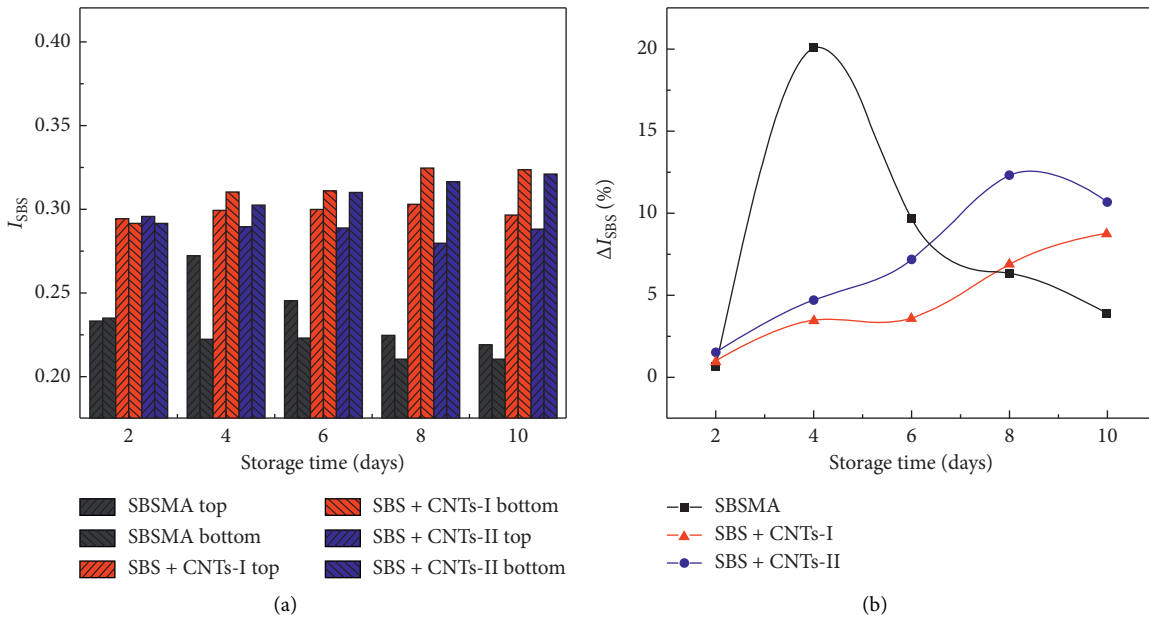 0.40
0.35
0.30
0.25
0.20
I_SBS
2 4 6 8 10
Storage time (days)
SBSMA top
SBSMA bottom
SBS + CNTs-I top
SBS + CNTs-I bottom
SBS + CNTs-II top
SBS + CNTs-II bottom
(a)
20
15
10
5
0
ΔI_SBS (%)
2 4 6 8 10
Storage time (days)
SBSMA
SBS + CNTs-I
SBS + CNTs-II
(b)